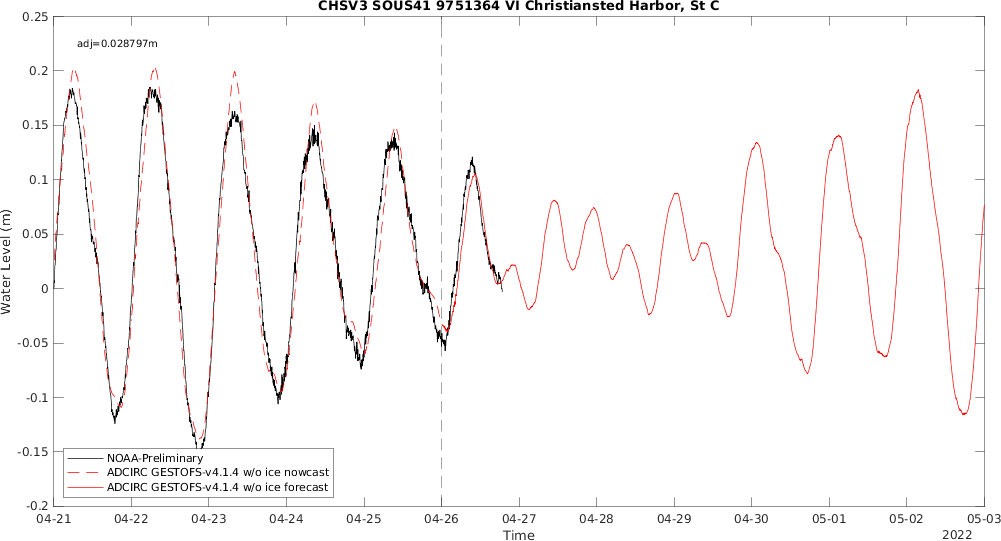 CHSV3 SOUS41 9751364 VI Christiansted Harbor, St C
0.25
adj=0.028797m
0.2
0.15
0.1
0.05
0
-0.05
-0.1
-0.15
-0.2
Water Level (m)
NOAA-Preliminary
ADCIRC GESTOFS-v4.1.4 w/o ice nowcast
ADCIRC GESTOFS-v4.1.4 w/o ice forecast
04-21 04-22 04-23 04-24 04-25 04-26 04-27 04-28 04-29 04-30 05-01 05-02 05-03
Time
2022